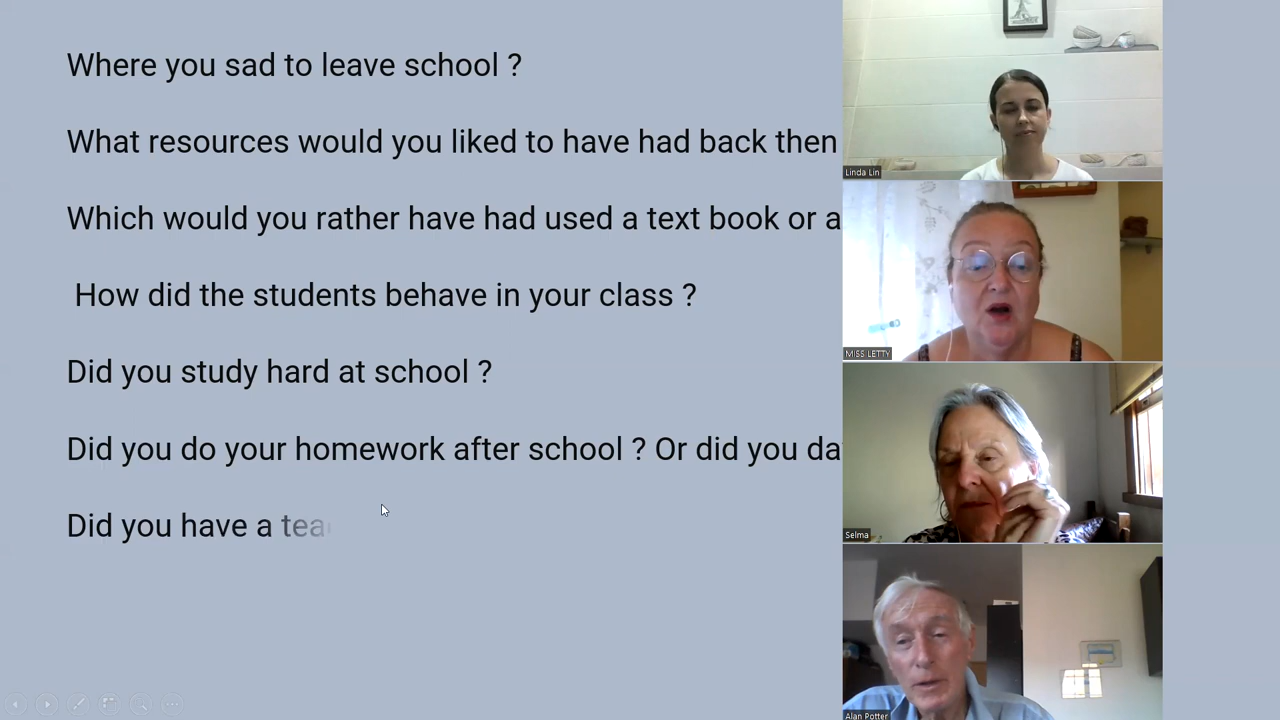 Where you sad to leave school ?
What resources would you liked to have had back then
Which would you rather have had used a text book or a
How did the students behave in your class ?
Did you study hard at school ?
Did you do your homework after school ? Or did you
Did you have a
Linda Lin
MISS LETTY
Selma
Alan Potter